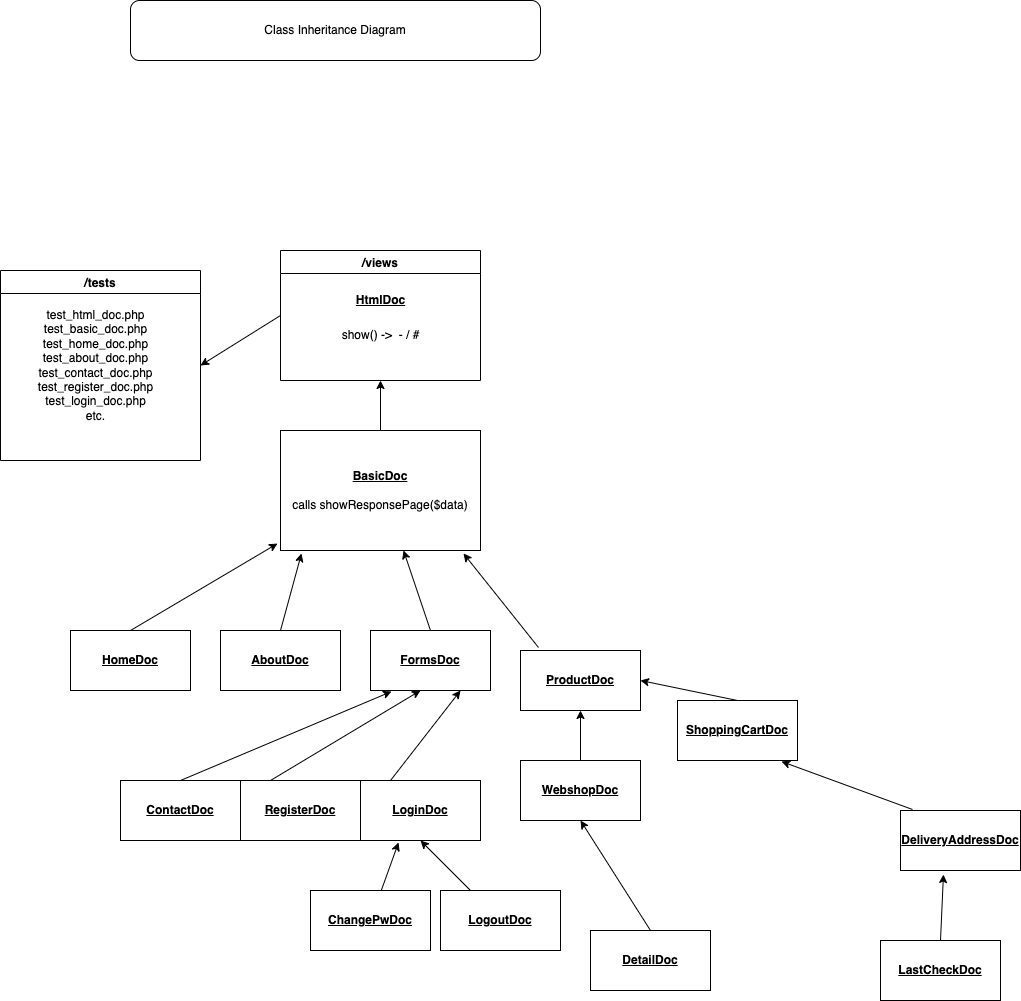 Class Inheritance Diagram
/views
HtmlDoc
show() -> - / #
/tests
test_html_doc.php
test_basic_doc.php
test_home_doc.php
test_about_doc.php
test_contact_doc.php
test_register_doc.php
test_login_doc.php
etc.
BasicDoc
calls showResponsePage($data)
HomeDoc
AboutDoc
FormsDoc
ProductDoc
ShoppingCartDoc
WebshopDoc
ContactDoc
RegisterDoc
LoginDoc
DeliveryAddressDoc
ChangePwDoc
LogoutDoc
DetailDoc
LastCheckDoc